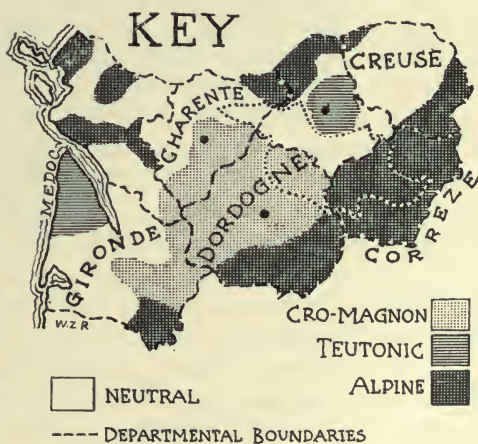 KEY
CREUSE
CHARENTE
MEDOC
DORDOGNE
GIRONDE
CORREZE
W.Z.R
CRO-MAGNON
TEUTONIC
ALPINE
NEUTRAL
DEPARTMENTAL BOUNDARIES